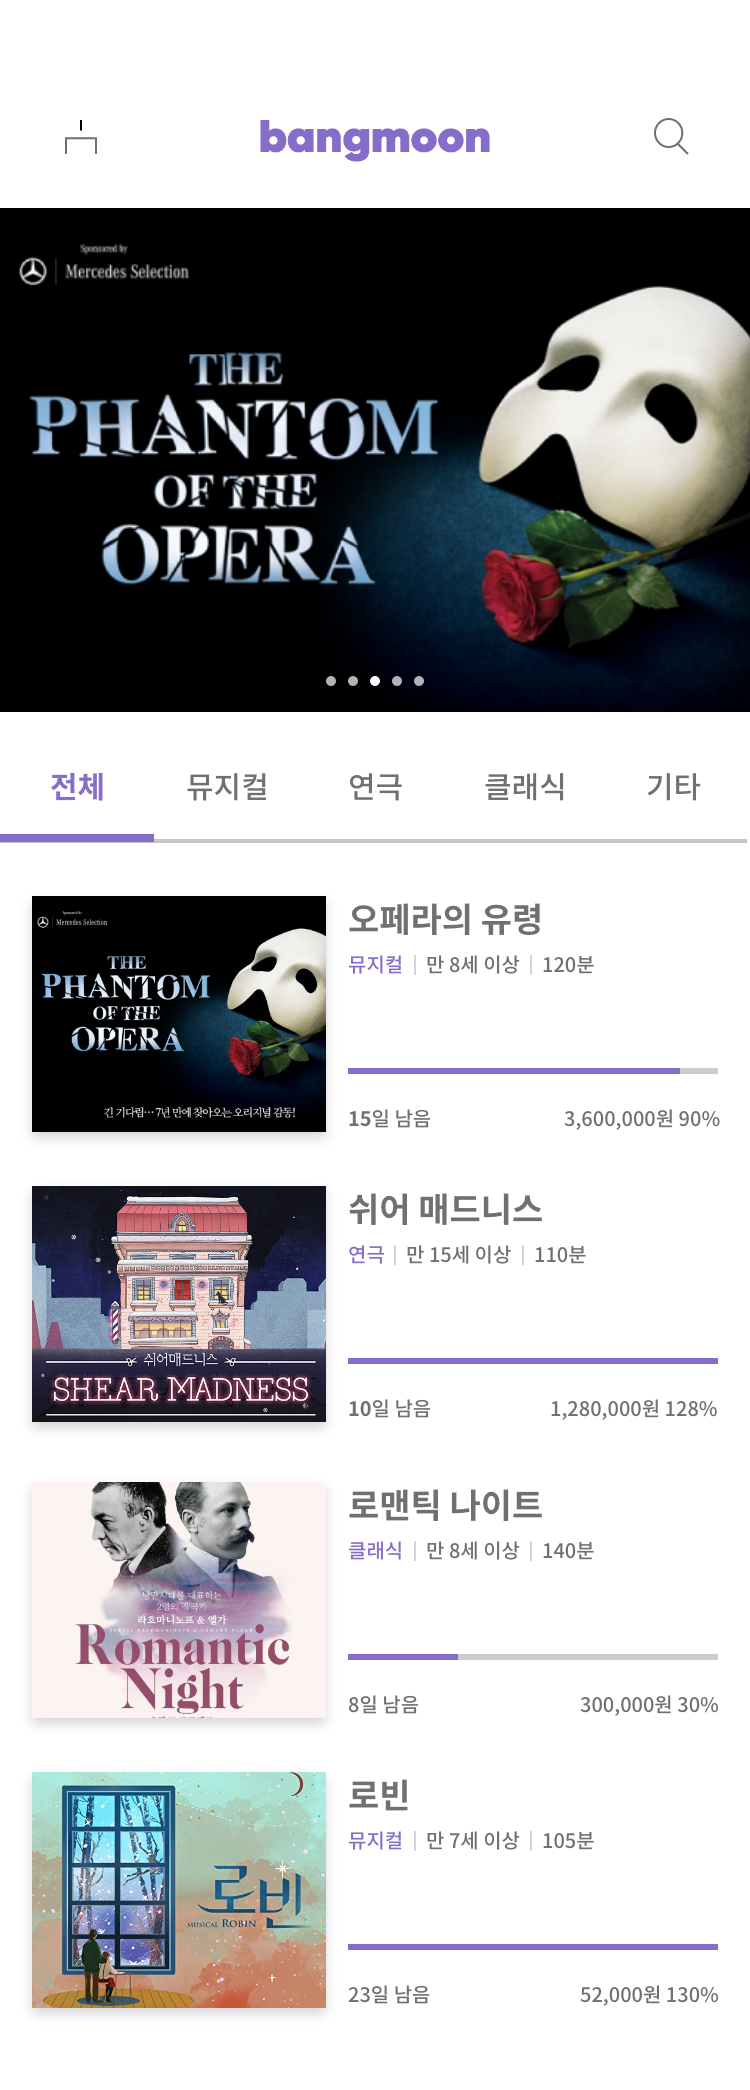 bangmoon
Sponsored by
Mercedes Selection
THE
PHANTOM
OF THE
OPERA
전체
뮤지컬
연극
클래식
기타
Sponsored by
Mercedes Selection
THE
PHANTOM
OF THE
OPERA
긴 기다림… 7년 만에 찾아오는 오리지널 감동!
오페라의 유령
뮤지컬 | 만 8세 이상 | 120분
15일 남음
3,600,000원 90%
쉬어매드니스
SHEAR MADNESS
쉬어 매드니스
연극 | 만 15세 이상 | 110분
10일 남음
1,280,000원 128%
낭만시대를 대표하는
2명의 작곡가
라흐마니노프 & 엘가
Romantic
Night
로맨틱 나이트
클래식 | 만 8세 이상 | 140분
8일 남음
300,000원 30%
로빈
MUSICAL ROBIN
로빈
뮤지컬 | 만 7세 이상 | 105분
23일 남음
52,000원 130%